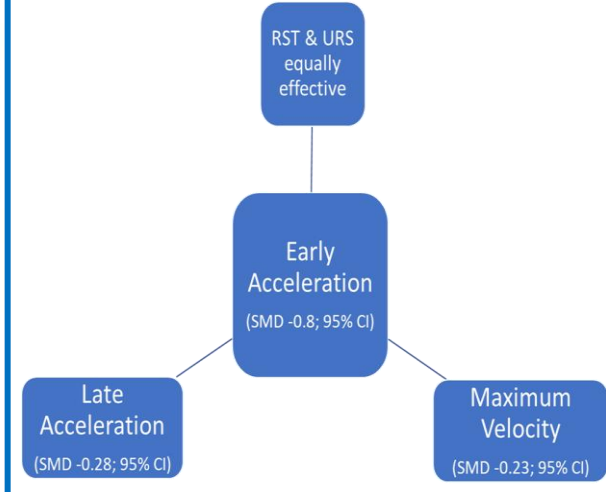 RST & URS
equally
effective
Early
Acceleration
(SMD -0.8; 95% CI)
Late
Acceleration
(SMD -0.28; 95% CI)
Maximum
Velocity
(SMD -0.23; 95% CI)